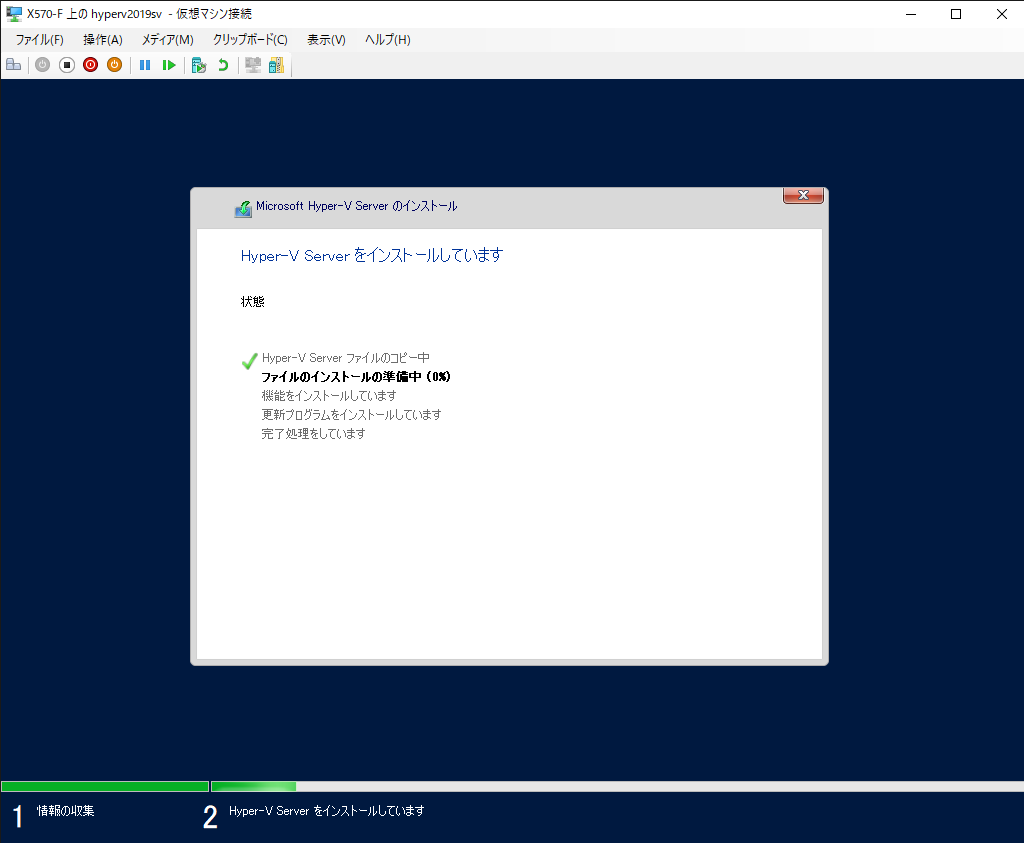 X570-F 上の hyperv2019sv - 仮想マシン接続
ファイル(F) 操作(A) メディア(M) クリップボード(C) 表示(V) ヘルプ(H)
Microsoft Hyper-V Server のインストール
Hyper-V Server をインストールしています
状態
Hyper-V Server ファイルのコピー中
ファイルのインストールの準備中 (0%)
機能をインストールしています
更新プログラムをインストールしています
完了処理をしています
1 情報の収集
2 Hyper-V Server をインストールしています